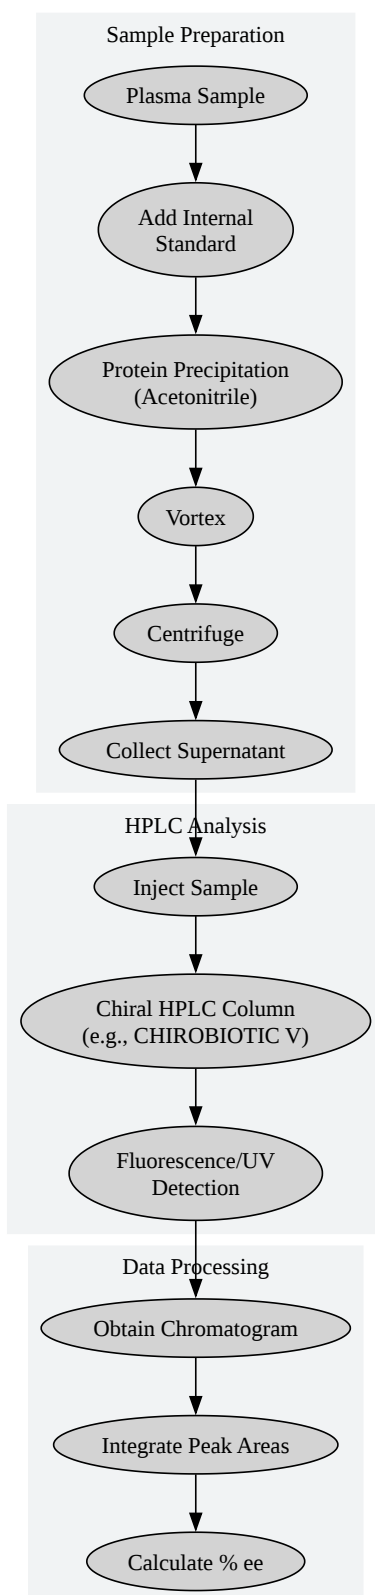 Sample Preparation
Plasma Sample
Add Internal
Standard
Protein Precipitation
(Acetonitrile)
Vortex
Centrifuge
Collect Supernatant
HPLC Analysis
Inject Sample
Chiral HPLC Column
(e.g., CHIROBIOTIC V)
Fluorescence/UV
Detection
Data Processing
Obtain Chromatogram
Integrate Peak Areas
Calculate % ee